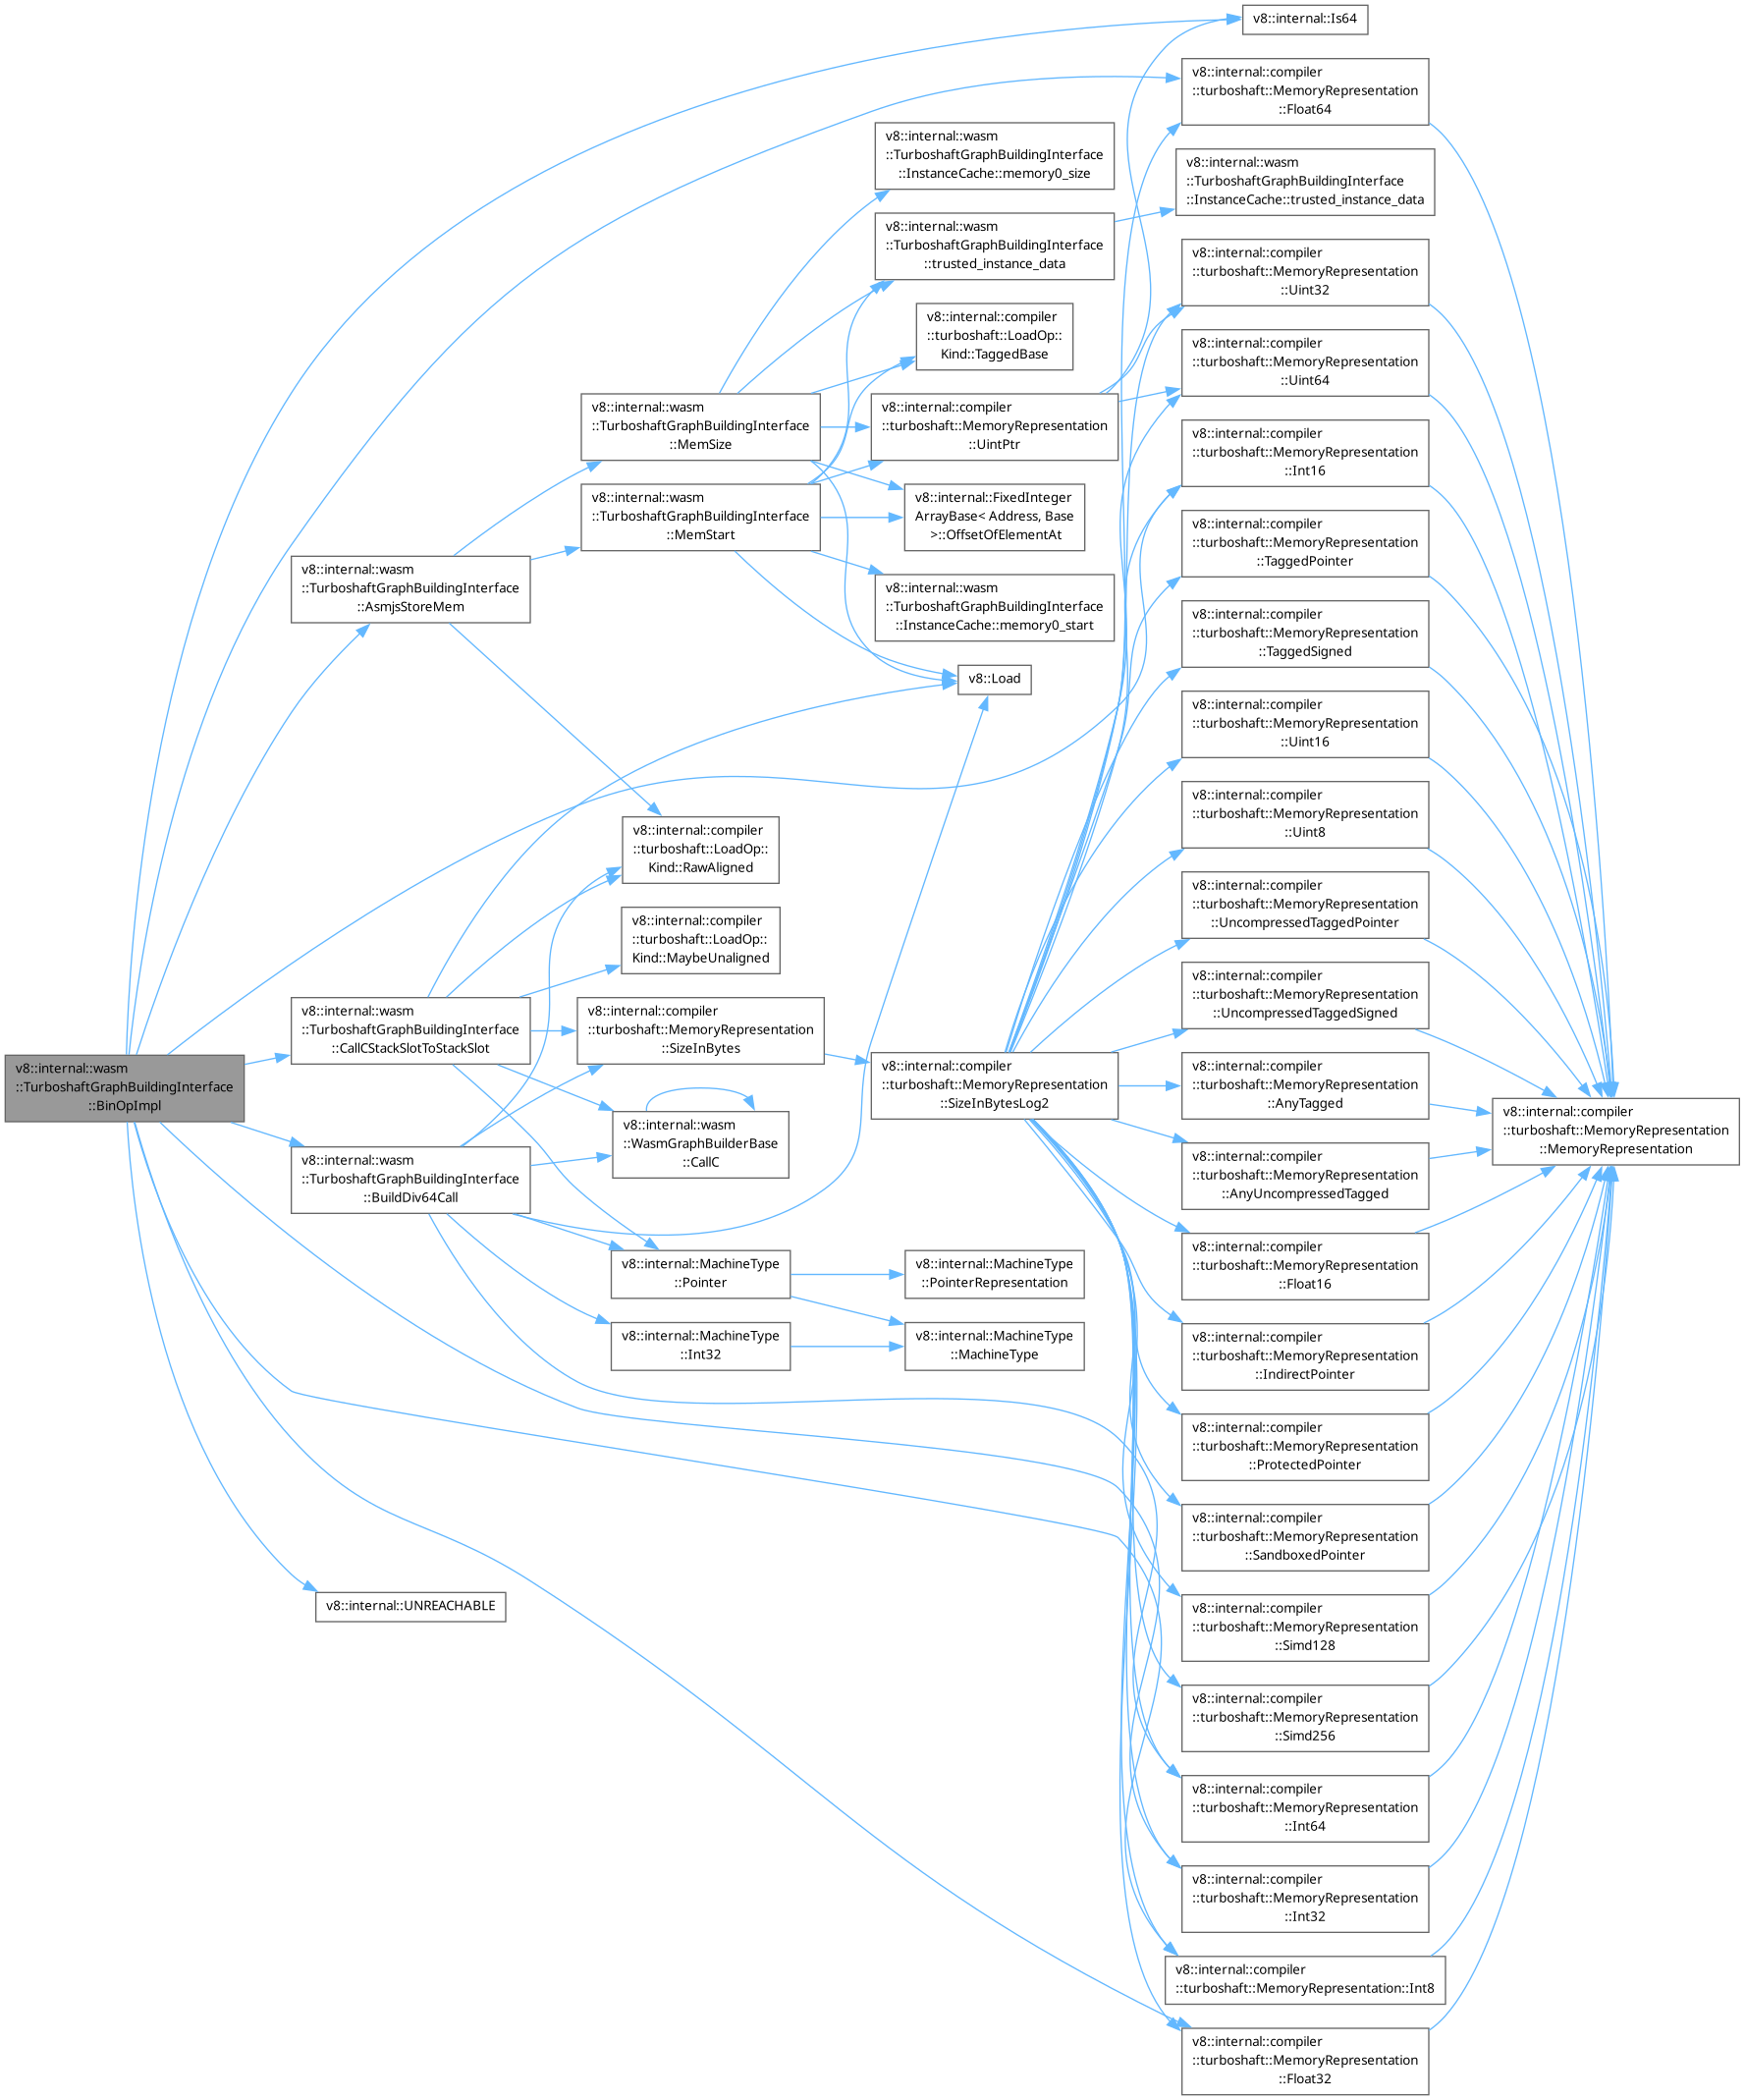 v8::internal::wasm
::TurboshaftGraphBuildingInterface
::BinOpImpl
v8::internal::wasm
::TurboshaftGraphBuildingInterface
::AsmjsStoreMem
v8::internal::wasm
::TurboshaftGraphBuildingInterface
::CallCStackSlotToStackSlot
v8::internal::wasm
::TurboshaftGraphBuildingInterface
::BuildDiv64Call
v8::internal::UNREACHABLE
v8::internal::wasm
::TurboshaftGraphBuildingInterface
::MemSize
v8::internal::wasm
::TurboshaftGraphBuildingInterface
::MemStart
v8::internal::compiler
::turboshaft::LoadOp::
Kind::RawAligned
v8::internal::compiler
::turboshaft::LoadOp::
Kind::MaybeUnaligned
v8::internal::compiler
::turboshaft::MemoryRepresentation
::SizeInBytes
v8::internal::wasm
::WasmGraphBuilderBase
::CallC
v8::internal::MachineType
::Pointer
v8::internal::MachineType
::Int32
v8::internal::wasm
::TurboshaftGraphBuildingInterface
::InstanceCache::memory0_size
v8::internal::wasm
::TurboshaftGraphBuildingInterface
::trusted_instance_data
v8::internal::compiler
::turboshaft::LoadOp::
Kind::TaggedBase
v8::internal::compiler
::turboshaft::MemoryRepresentation
::UintPtr
v8::internal::FixedInteger
ArrayBase< Address, Base
>::OffsetOfElementAt
v8::internal::wasm
::TurboshaftGraphBuildingInterface
::InstanceCache::memory0_start
v8::Load
v8::internal::compiler
::turboshaft::MemoryRepresentation
::SizeInBytesLog2
v8::internal::MachineType
::PointerRepresentation
v8::internal::MachineType
::MachineType
v8::internal::Is64
v8::internal::compiler
::turboshaft::MemoryRepresentation
::Float64
v8::internal::wasm
::TurboshaftGraphBuildingInterface
::InstanceCache::trusted_instance_data
v8::internal::compiler
::turboshaft::MemoryRepresentation
::Uint32
v8::internal::compiler
::turboshaft::MemoryRepresentation
::Uint64
v8::internal::compiler
::turboshaft::MemoryRepresentation
::Int16
v8::internal::compiler
::turboshaft::MemoryRepresentation
::TaggedPointer
v8::internal::compiler
::turboshaft::MemoryRepresentation
::TaggedSigned
v8::internal::compiler
::turboshaft::MemoryRepresentation
::Uint16
v8::internal::compiler
::turboshaft::MemoryRepresentation
::Uint8
v8::internal::compiler
::turboshaft::MemoryRepresentation
::UncompressedTaggedPointer
v8::internal::compiler
::turboshaft::MemoryRepresentation
::UncompressedTaggedSigned
v8::internal::compiler
::turboshaft::MemoryRepresentation
::AnyTagged
v8::internal::compiler
::turboshaft::MemoryRepresentation
::AnyUncompressedTagged
v8::internal::compiler
::turboshaft::MemoryRepresentation
::Float16
v8::internal::compiler
::turboshaft::MemoryRepresentation
::IndirectPointer
v8::internal::compiler
::turboshaft::MemoryRepresentation
::ProtectedPointer
v8::internal::compiler
::turboshaft::MemoryRepresentation
::SandboxedPointer
v8::internal::compiler
::turboshaft::MemoryRepresentation
::Simd128
v8::internal::compiler
::turboshaft::MemoryRepresentation
::Simd256
v8::internal::compiler
::turboshaft::MemoryRepresentation
::Int64
v8::internal::compiler
::turboshaft::MemoryRepresentation
::Int32
v8::internal::compiler
::turboshaft::MemoryRepresentation::Int8
v8::internal::compiler
::turboshaft::MemoryRepresentation
::Float32
v8::internal::compiler
::turboshaft::MemoryRepresentation
::MemoryRepresentation